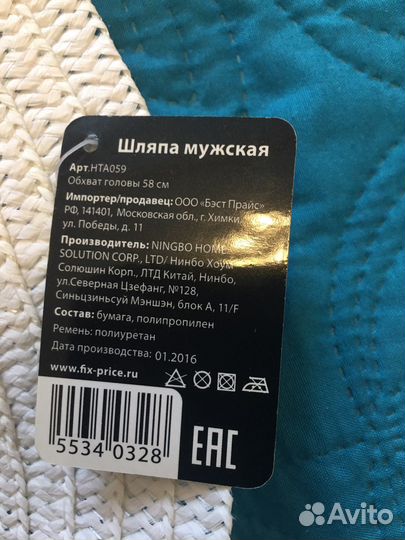 Шляпа мужская
Арт.HTA059
Обхват головы 58 см
Импортер/продавец: ООО «Бэст Прайс»
РФ, 141401, Московская обл., г. Химки,
ул. Победы, д. 11
Производитель: NINGBO HOME
SOLUTION CORP., LTD/ Нинбо Хоум
Солюшин Корп., ЛТД Китай, Нинбо,
ул.Северная Цзефанг, №128,
Синьцзиньсуй Мэншэн, блок А, 11/F
Состав: бумага, полипропилен
Ремень: полиуретан
Дата производства: 01.2016
www.fix-price.ru
5534 0328
EAC
Avito